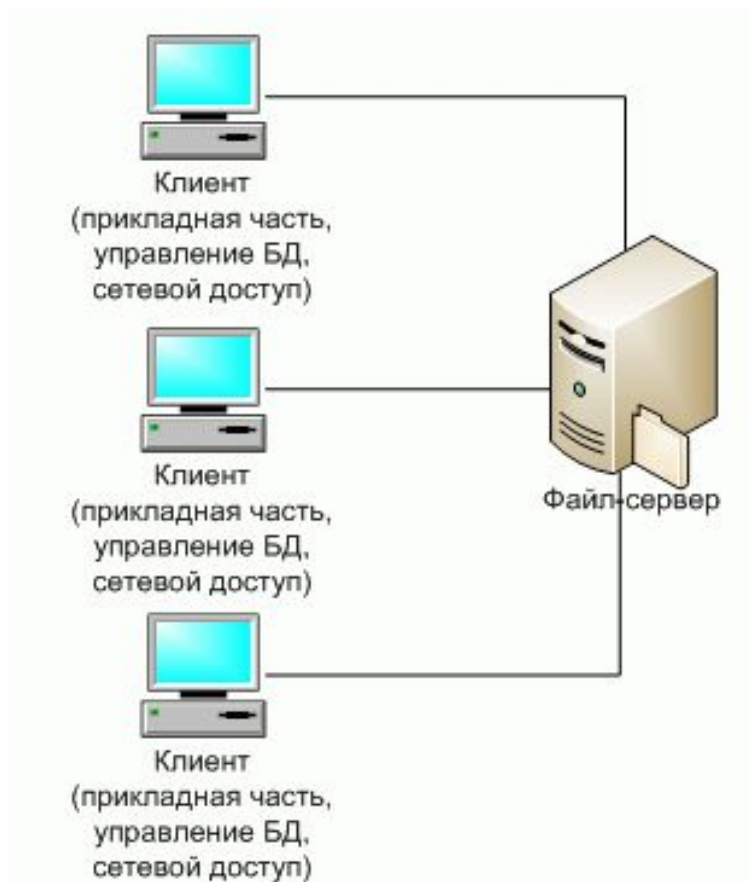 Клиент
(прикладная часть,
управление БД,
сетевой доступ)
Клиент
(прикладная часть,
управление БД,
сетевой доступ)
Файл-сервер
Клиент
(прикладная часть,
управление БД,
сетевой доступ)